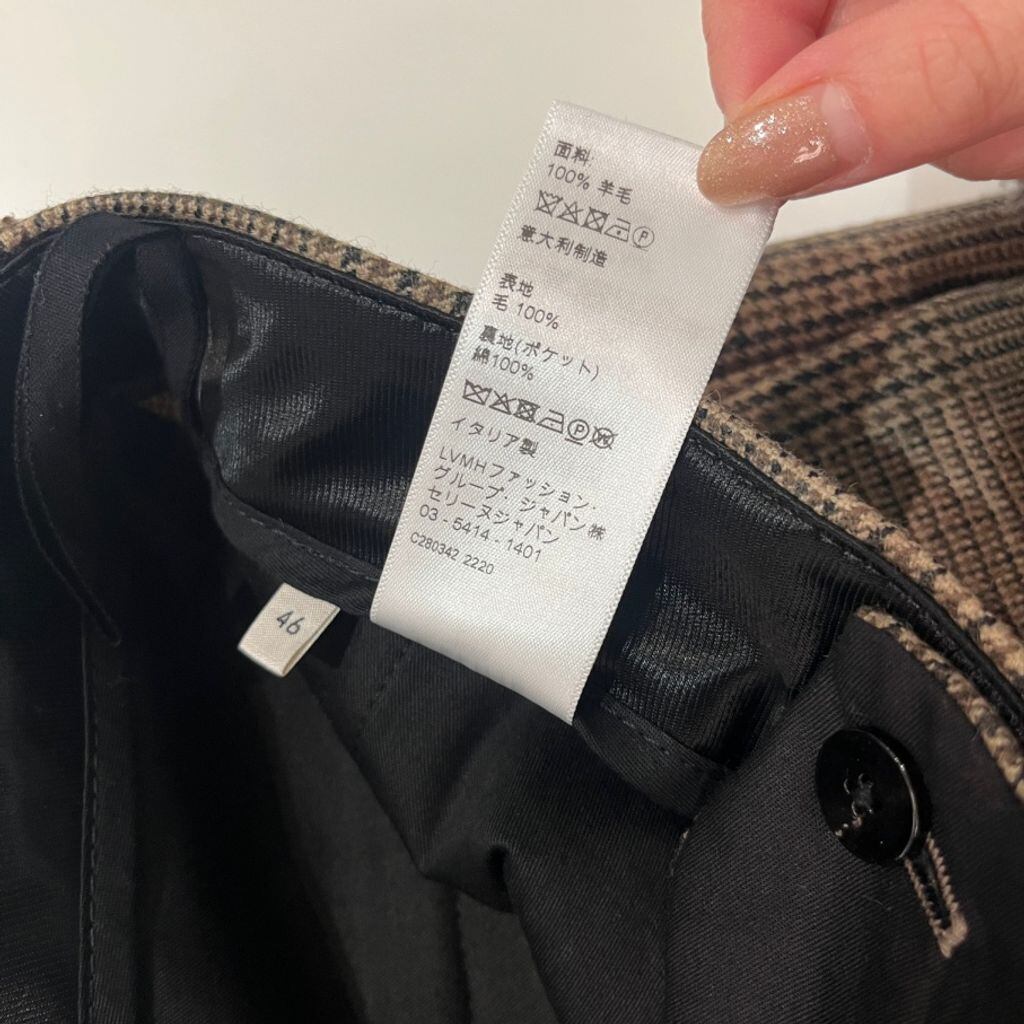 面料
100% 羊毛
意大利制造
表地
毛 100%
裏地(ポケット)
綿100%
イタリア製
LVMHファッション.
グループ. ジャパン㈱
セリーヌジャパン
03 - 5414 - 1401
C280342 2220
46